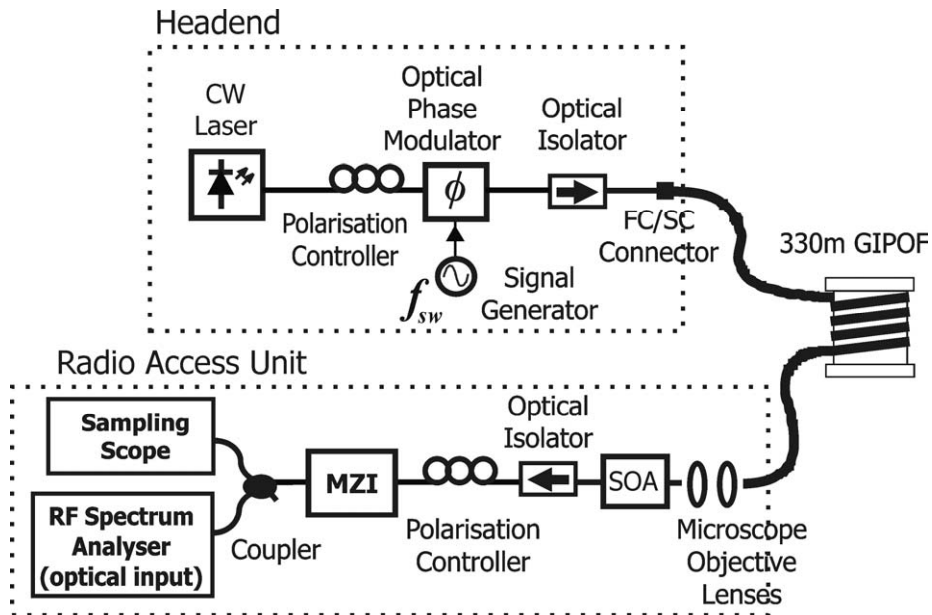 Headend
CW
Laser
Optical
Phase
Modulator
Optical
Isolator
ϕ
Polarisation
Controller
FC/SC
Connector
330m GIPOF
f_sw
Signal
Generator
Radio Access Unit
Sampling
Scope
RF Spectrum
Analyser
(optical input)
Coupler
MZI
Polarisation
Controller
Optical
Isolator
SOA
Microscope
Objective
Lenses